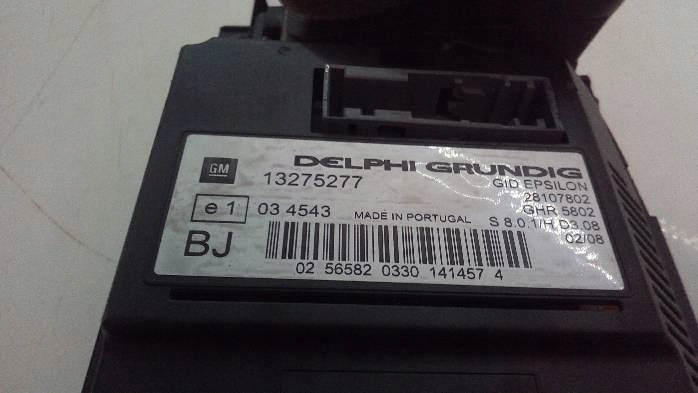 DELPHI GRUNDIG
GM 13275277 GID EPSILON
28107802
e 1 03 4543 MADE IN PORTUGAL GHR 5802
S 8.0.1/H D3.08
BJ 02/08
02 56582 0330 141457 4